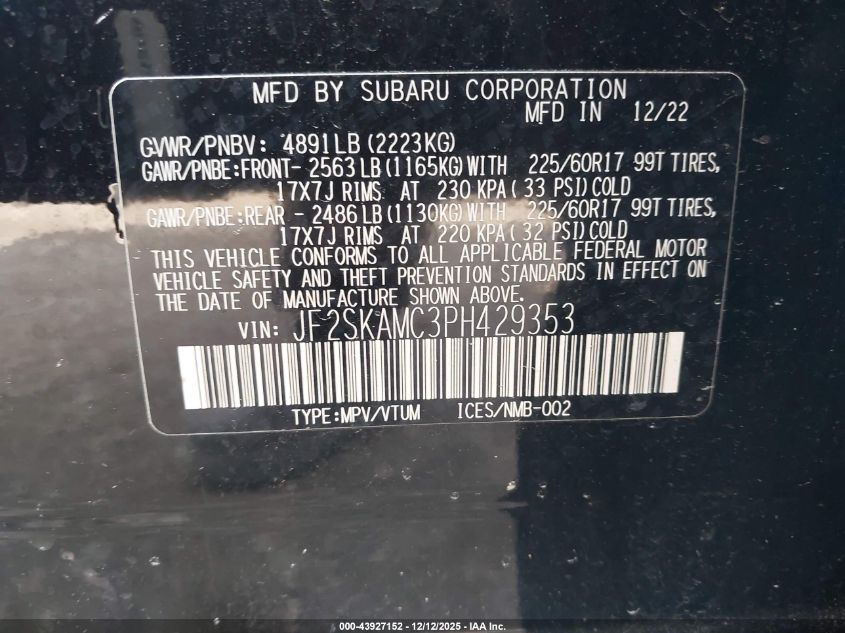 MFD BY SUBARU CORPORATION
MFD IN 12/22
GVWR/PNBV: 4891LB(2223KG)
GAWR/PNBE:FRONT- 2563LB(1165KG)WITH 225/60R17 99T TIRES,
17X7J RIMS AT 230 KPA(33 PSI)COLD
GAWR/PNBE:REAR - 2486LB(1130KG)WITH 225/60R17 99T TIRES,
17X7J RIMS AT 220 KPA(32 PSI)COLD
THIS VEHICLE CONFORMS TO ALL APPLICABLE FEDERAL MOTOR
VEHICLE SAFETY AND THEFT PREVENTION STANDARDS IN EFFECT ON
THE DATE OF MANUFACTURE SHOWN ABOVE.
VIN: JF2SKAMC3PH429353
TYPE:MPV/VTUM ICES/NMB-002
000-43927152 - 12/12/2025 - IAA Inc.